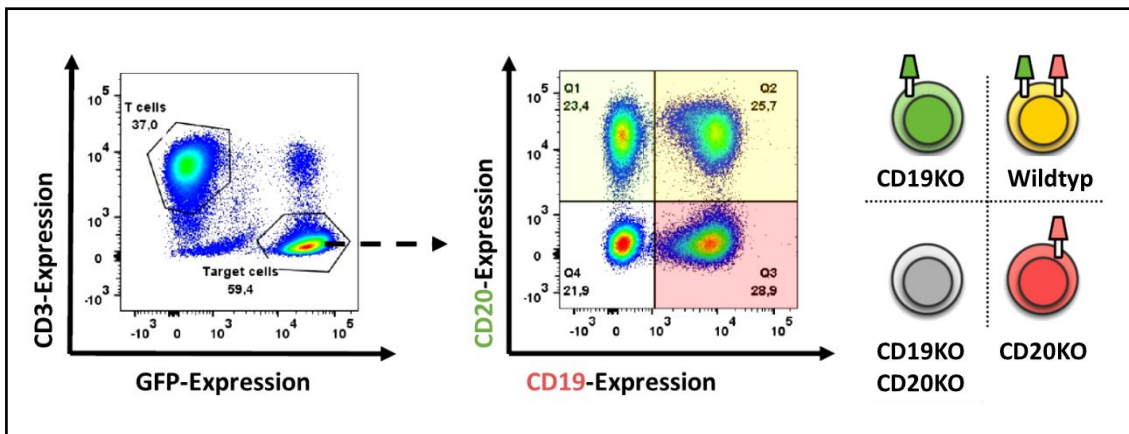 CD3-Expression
10^5
10^4
10^3
0
-10^3
T cells
37,0
Target cells
59,4
-10^3
0
10^3
10^4
10^5
GFP-Expression
CD20-Expression
10^5
10^4
10^3
0
-10^3
Q1
23,4
Q2
25,7
Q4
21,9
Q3
28,9
-10^3
0
10^3
10^4
10^5
CD19-Expression
CD19KO
Wildtyp
CD19KO
CD20KO
CD20KO